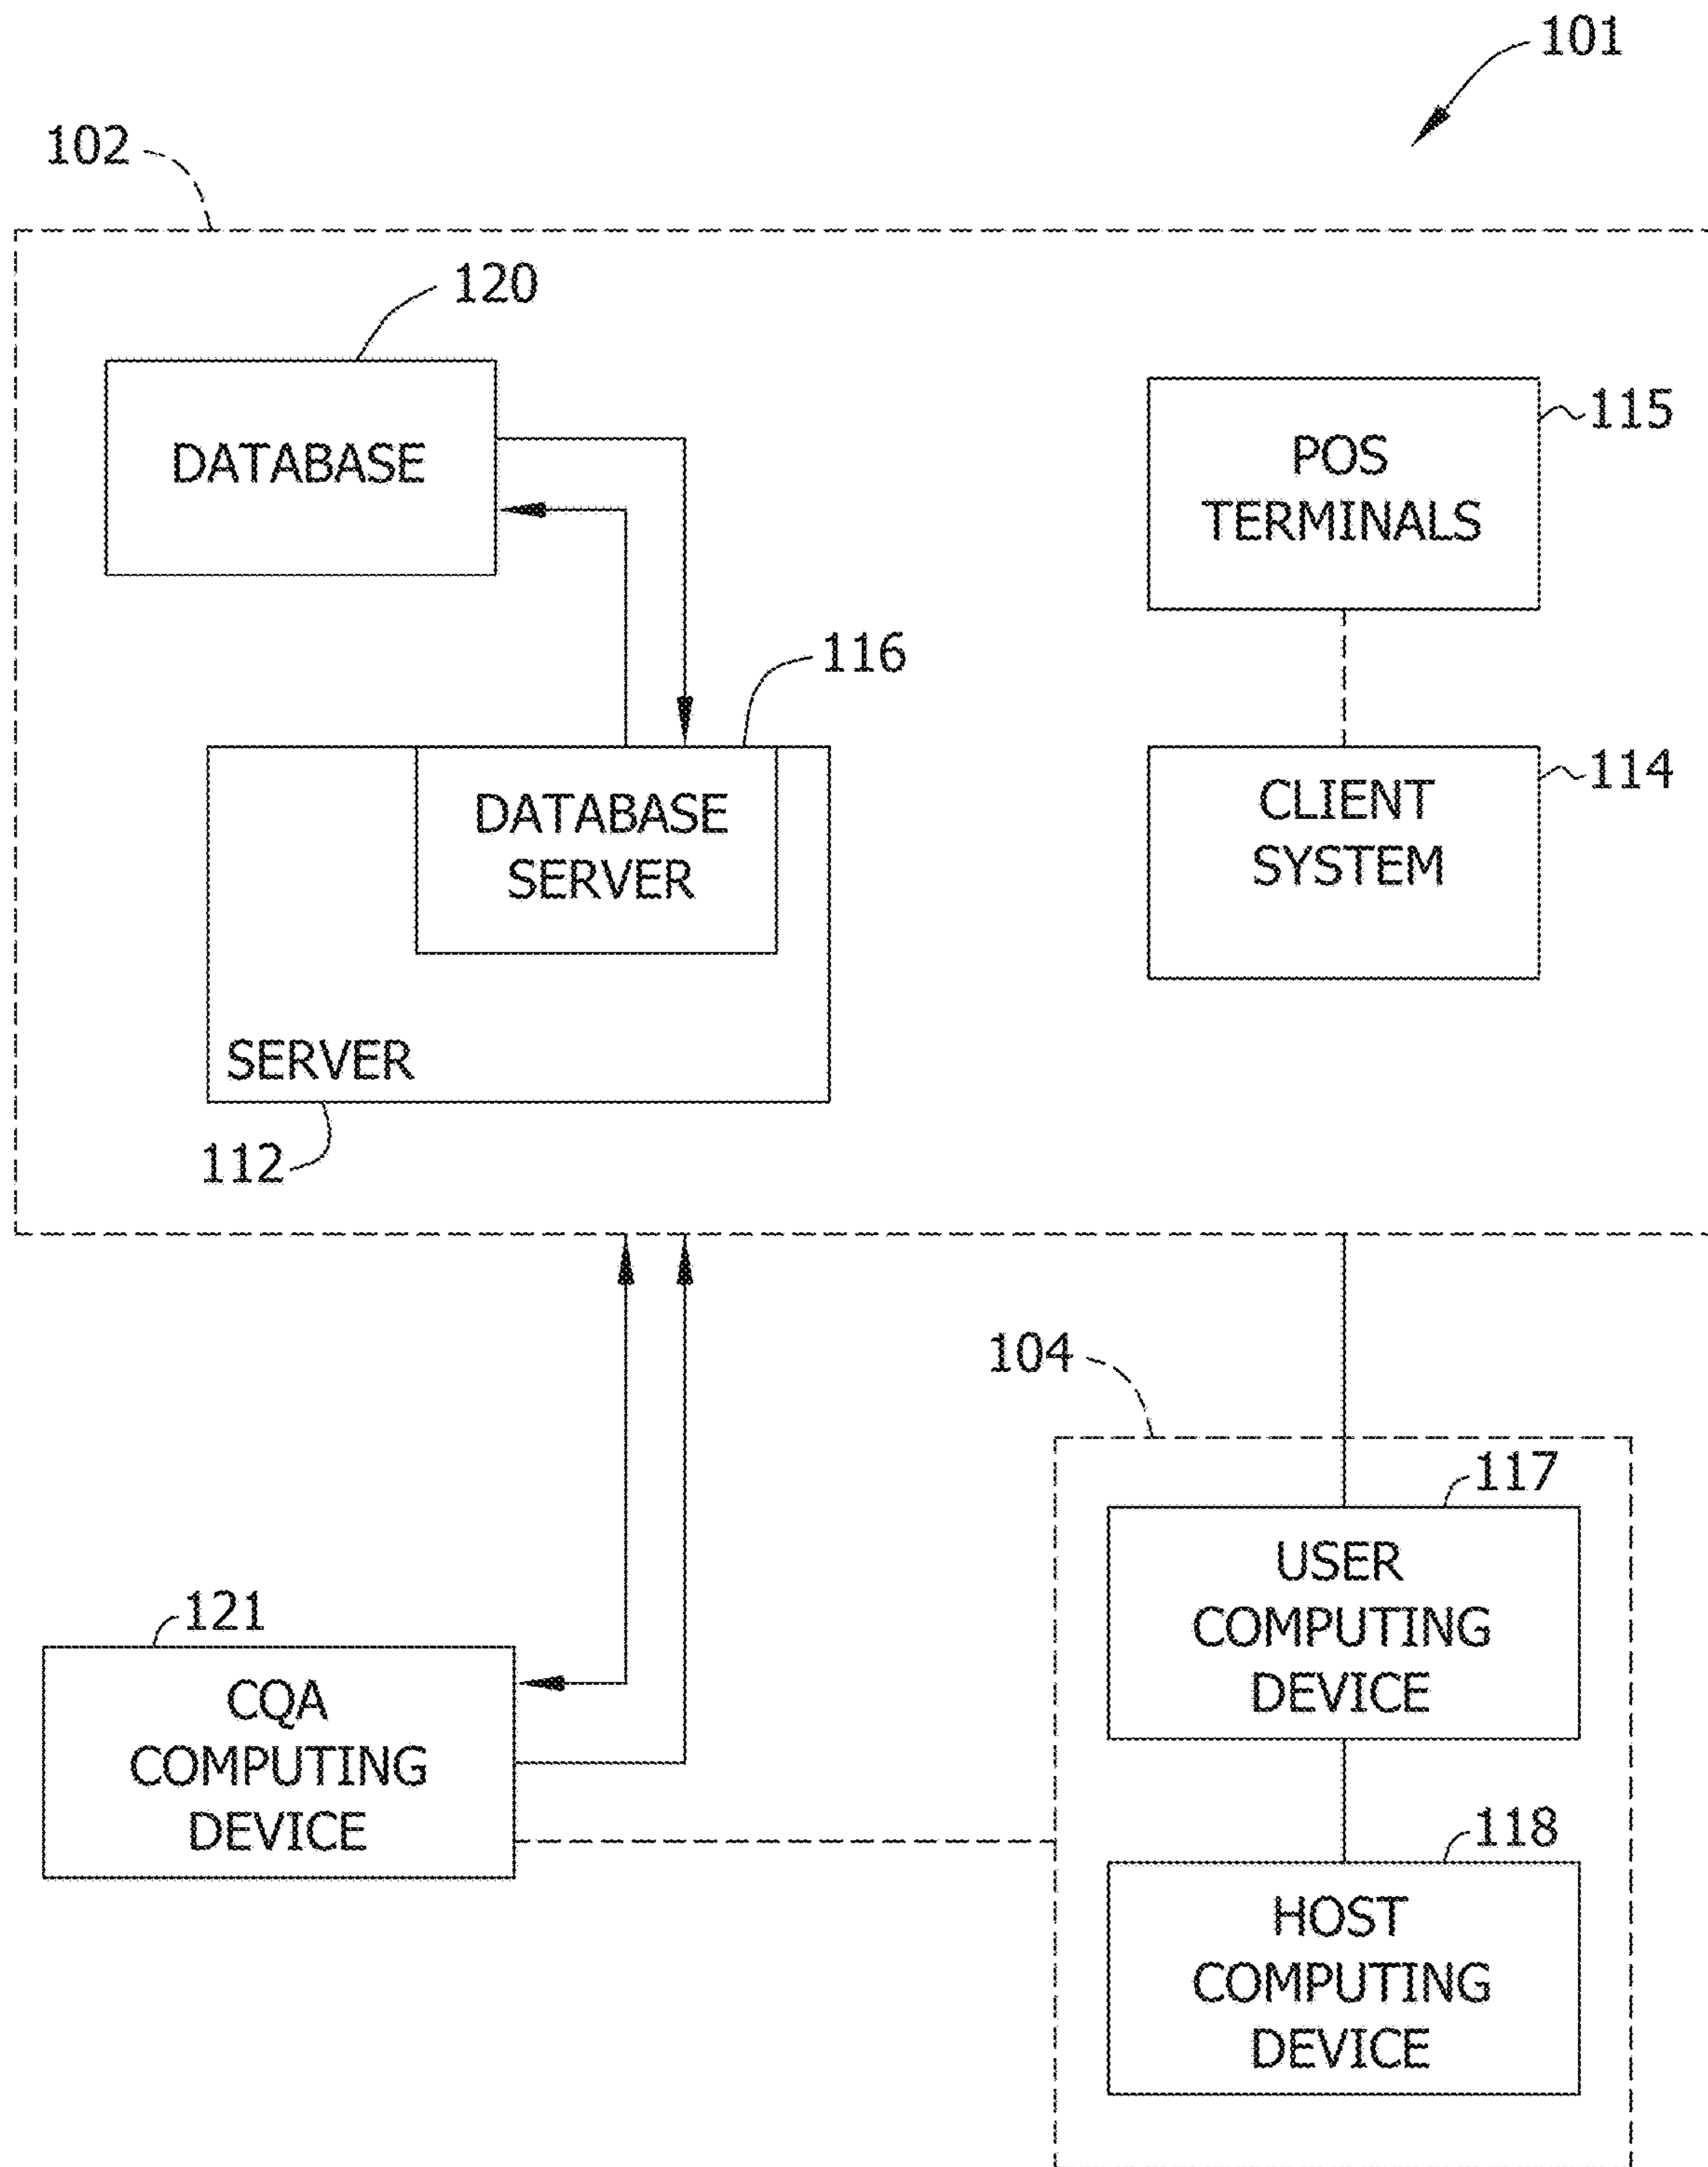 101
102
120
DATABASE
115
POS
TERMINALS
116
DATABASE
SERVER
114
CLIENT
SYSTEM
SERVER
112
104
117
USER
COMPUTING
DEVICE
121
CQA
COMPUTING
DEVICE
118
HOST
COMPUTING
DEVICE